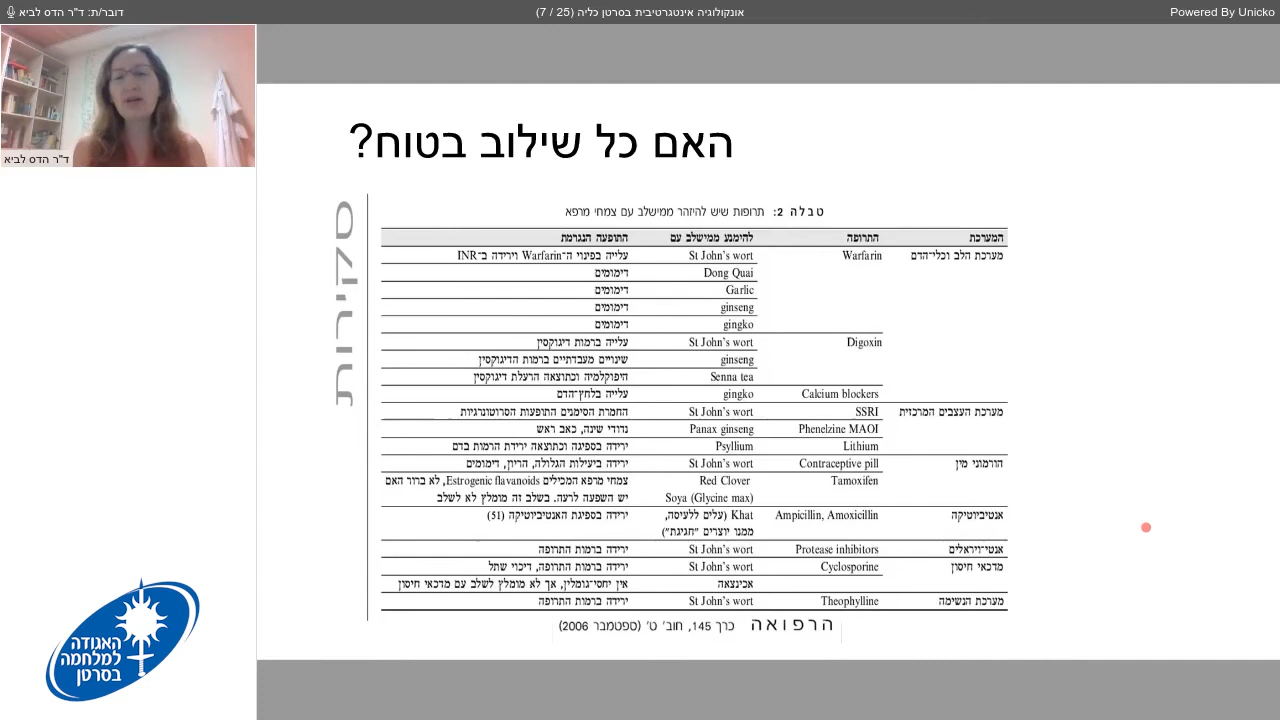 דובר/ת: ד"ר הדס לביא
אונקולוגיה אינטגרטיבית בסרטן כליה (25 / 7)
Powered By Unicko
ד"ר הדס לביא
האם כל שילוב בטוח?
סקירות
טבלה 2: תרופות שיש להיזהר ממישלב עם צמחי מרפא
המערכת התרופה להימנע ממישלב עם התופעה הנגרמת
מערכת הלב וכלי־הדם Warfarin St John's wort עלייה בפינוי ה־Warfarin וירידה ב־INR
Dong Quai דימומים
Garlic דימומים
ginseng דימומים
gingko דימומים
Digoxin St John's wort עלייה ברמות דיגוקסין
ginseng שינויים מעבדתיים ברמות הדיגוקסין
Senna tea היפוקלמיה וכתוצאה הרעלת דיגוקסין
Calcium blockers gingko עלייה בלחץ־הדם
מערכת העצבים המרכזית SSRI St John's wort החמרת הסימנים התופעות הסרוטונרגיות
Phenelzine MAOI Panax ginseng נדודי שינה, כאב ראש
Lithium Psyllium ירידה בספיגה וכתוצאה ירידת הרמות בדם
הורמוני מין Contraceptive pill St John's wort ירידה ביעילות הגלולה, הריון, דימומים
Tamoxifen Red Clover צמחי מרפא המכילים Estrogenic flavanoids, לא ברור האם
Soya (Glycine max) יש השפעה לרעה. בשלב זה מומלץ לא לשלב
אנטיביוטיקה Ampicillin, Amoxicillin Khat (עלים ללעיסה, ירידה בספיגת האנטיביוטיקה (51)
ממנו יוצרים "חגיגת")
אנטי־ויראלים Protease inhibitors St John's wort ירידה ברמות התרופה
מדכאי חיסון Cyclosporine St John's wort ירידה ברמות התרופה, דיכוי שתל
אכינצאה אין יחסי־גומלין, אך לא מומלץ לשלב עם מדכאי חיסון
מערכת הנשימה Theophylline St John's wort ירידה ברמות התרופה
הרפואה כרך 145, חוב' ט' (ספטמבר 2006)
האגודה
למלחמה
בסרטן